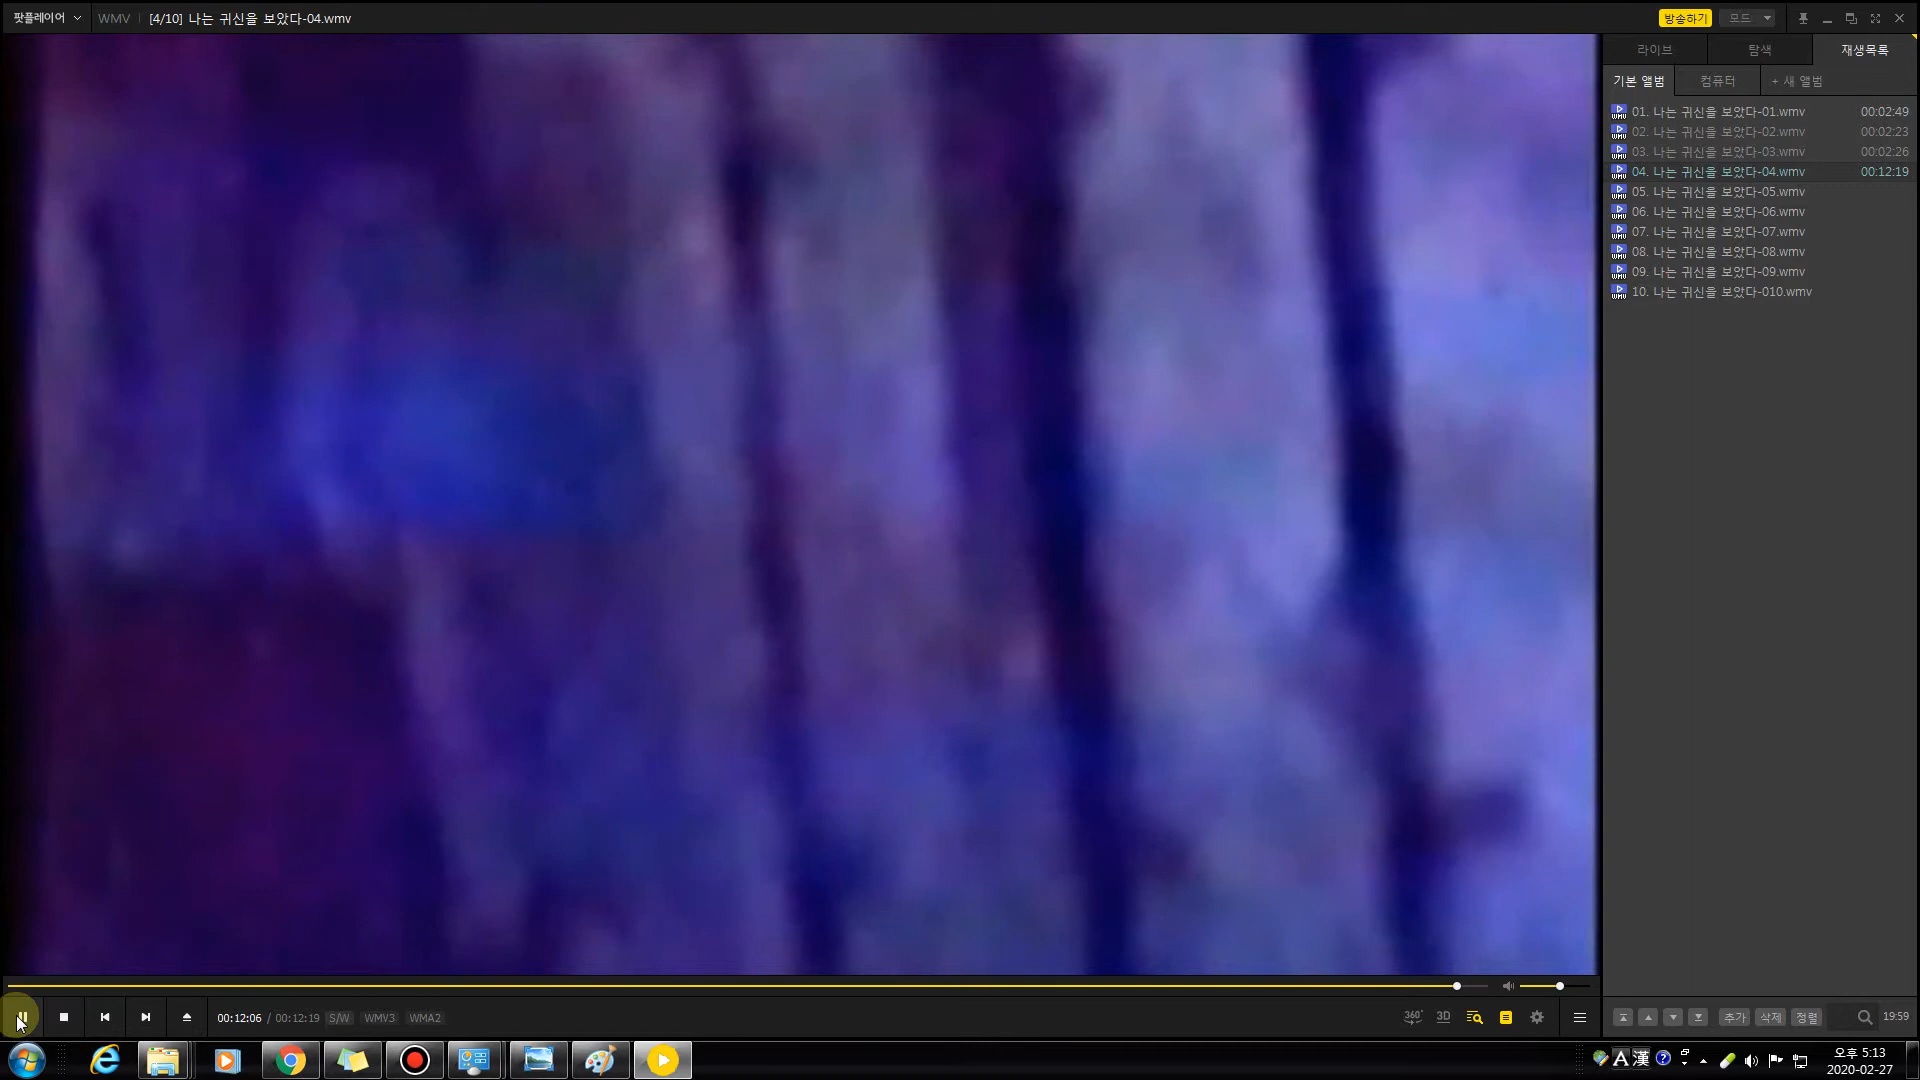 팟플레이어 WMV [4/10] 나는 귀신을 보았다-04.wmv 방송하기 모드
라이브 탐색 재생목록
기본 앨범 컴퓨터 + 새 앨범
01. 나는 귀신을 보았다-01.wmv 00:02:49
02. 나는 귀신을 보았다-02.wmv 00:02:23
03. 나는 귀신을 보았다-03.wmv 00:02:26
04. 나는 귀신을 보았다-04.wmv 00:12:19
05. 나는 귀신을 보았다-05.wmv
06. 나는 귀신을 보았다-06.wmv
07. 나는 귀신을 보았다-07.wmv
08. 나는 귀신을 보았다-08.wmv
09. 나는 귀신을 보았다-09.wmv
10. 나는 귀신을 보았다-010.wmv
00:12:06 / 00:12:19 S/W WMV3 WMA2 360° 3D 추가 삭제 정렬 19:59
A 漢 오후 5:13
2020-02-27